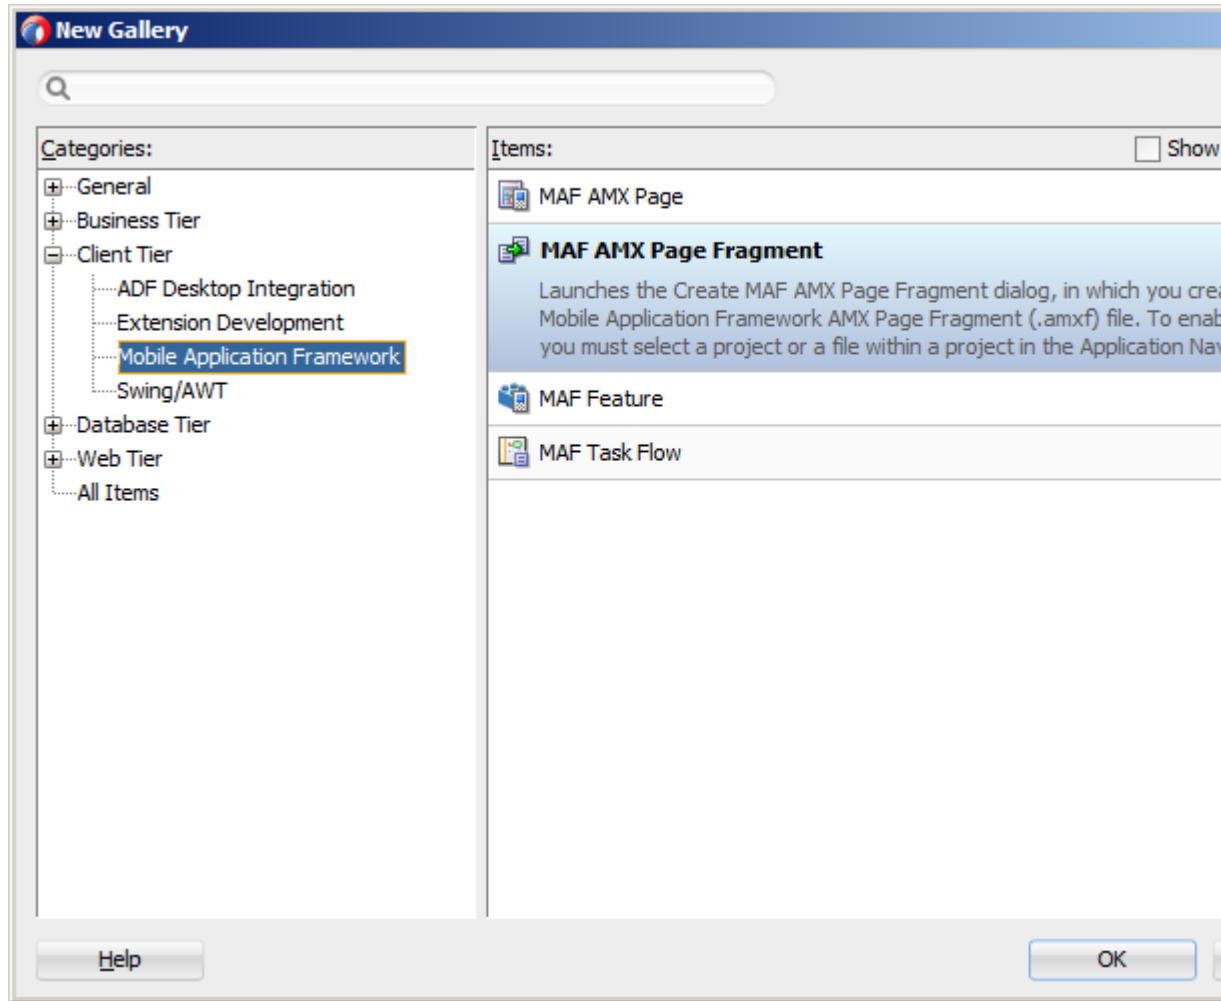 New Gallery
Categories:
General
Business Tier
Client Tier
ADF Desktop Integration
Extension Development
Mobile Application Framework
Swing/AWT
Database Tier
Web Tier
All Items
Items:
Show
MAF AMX Page
MAF AMX Page Fragment
Launches the Create MAF AMX Page Fragment dialog, in which you
Mobile Application Framework AMX Page Fragment (.amxf) file. To
you must select a project or a file within a project in the Application
MAF Feature
MAF Task Flow
Help
OK